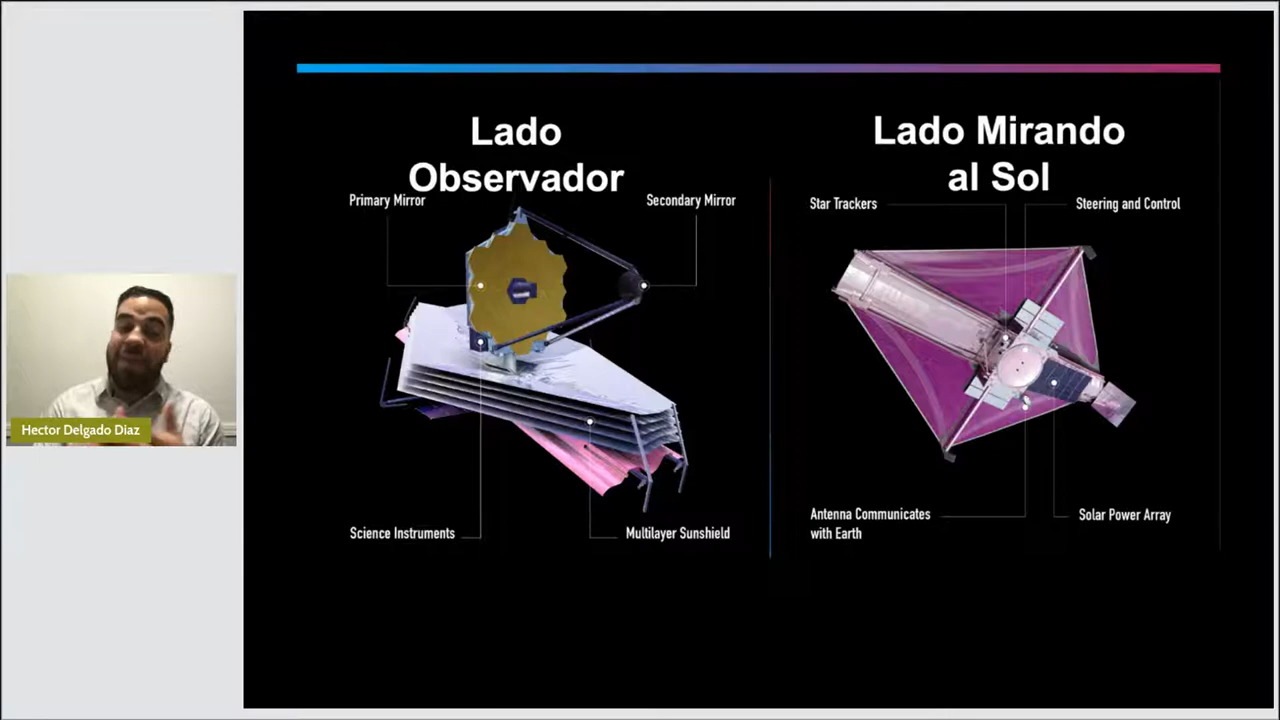 Lado
Observador
Primary Mirror
Secondary Mirror
Science Instruments
Multilayer Sunshield
Lado Mirando
al Sol
Star Trackers
Steering and Control
Antenna Communicates
with Earth
Solar Power Array
Hector Delgado Diaz